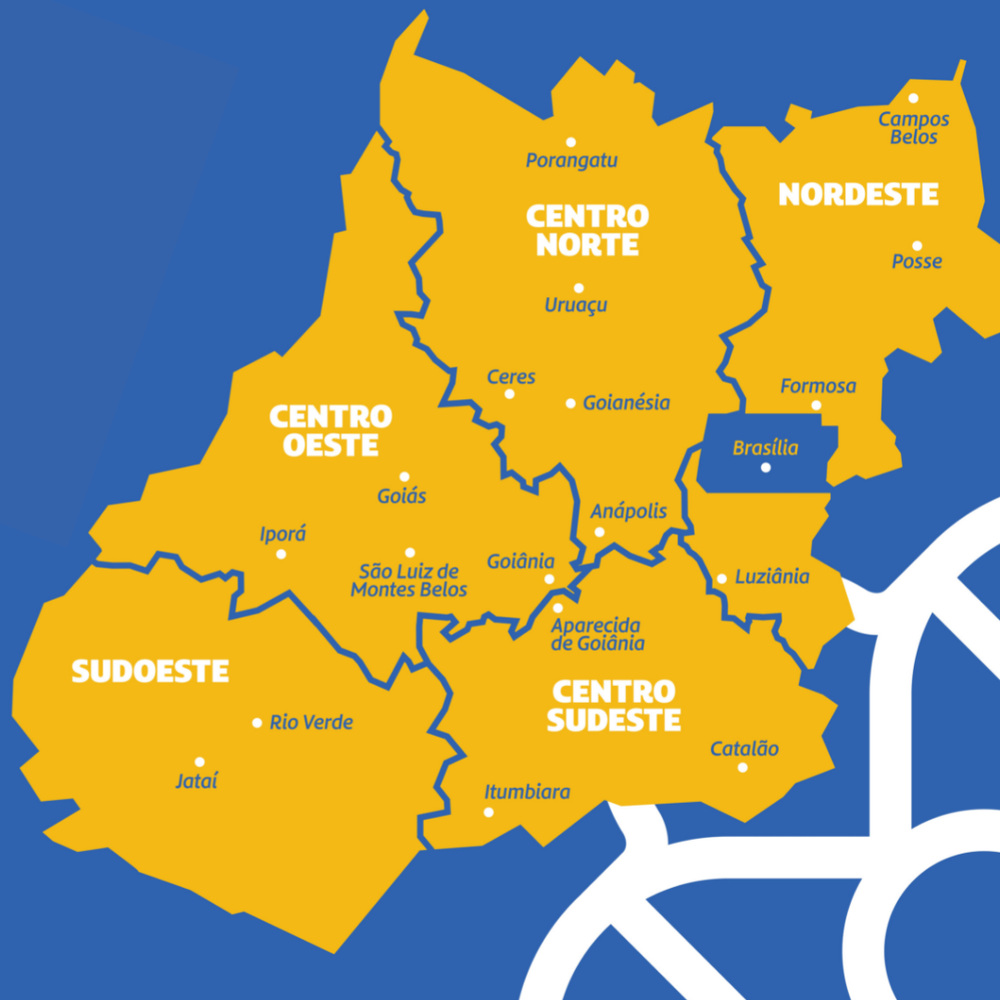 Campos
Belos
Porangatu
NORDESTE
CENTRO
NORTE
Posse
Uruaçu
Ceres
Goianésia
Formosa
CENTRO
OESTE
Brasília
Goiás
Anápolis
Iporá
São Luiz de
Montes Belos
Goiânia
Luziânia
Aparecida
de Goiânia
SUDOESTE
CENTRO
SUDESTE
Rio Verde
Catalão
Jataí
Itumbiara